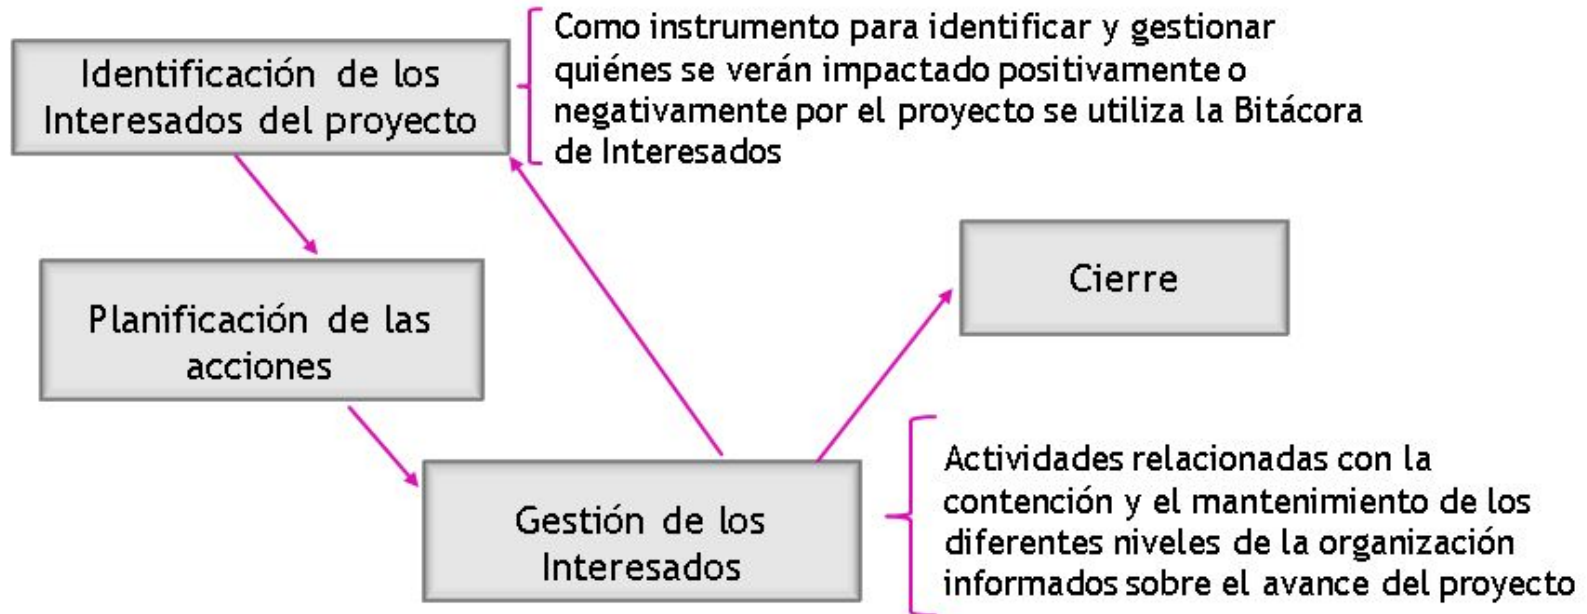 Identificación de los
Interesados del proyecto
Como instrumento para identificar y gestionar
quiénes se verán impactado positivamente o
negativamente por el proyecto se utiliza la Bitácora
de Interesados
Planificación de las
acciones
Cierre
Gestión de los
Interesados
Actividades relacionadas con la
contención y el mantenimiento de los
diferentes niveles de la organización
informados sobre el avance del proyecto